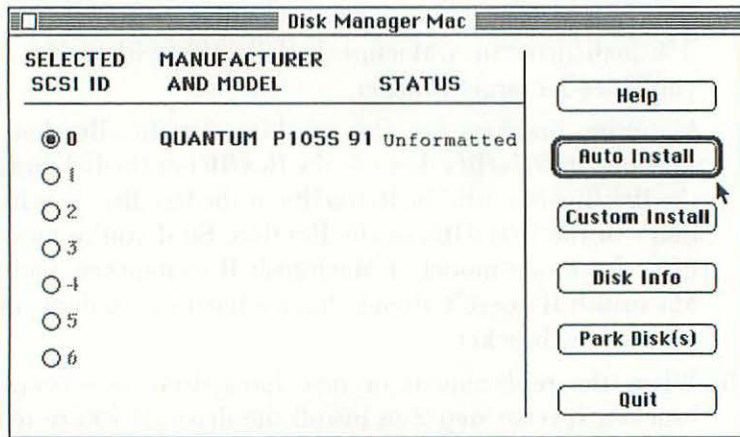 Disk Manager Mac
SELECTED MANUFACTURER
SCSI ID AND MODEL STATUS
0 QUANTUM P105S 91 Unformatted
1
2
3
4
5
6
Help
Auto Install
Custom Install
Disk Info
Park Disk(s)
Quit